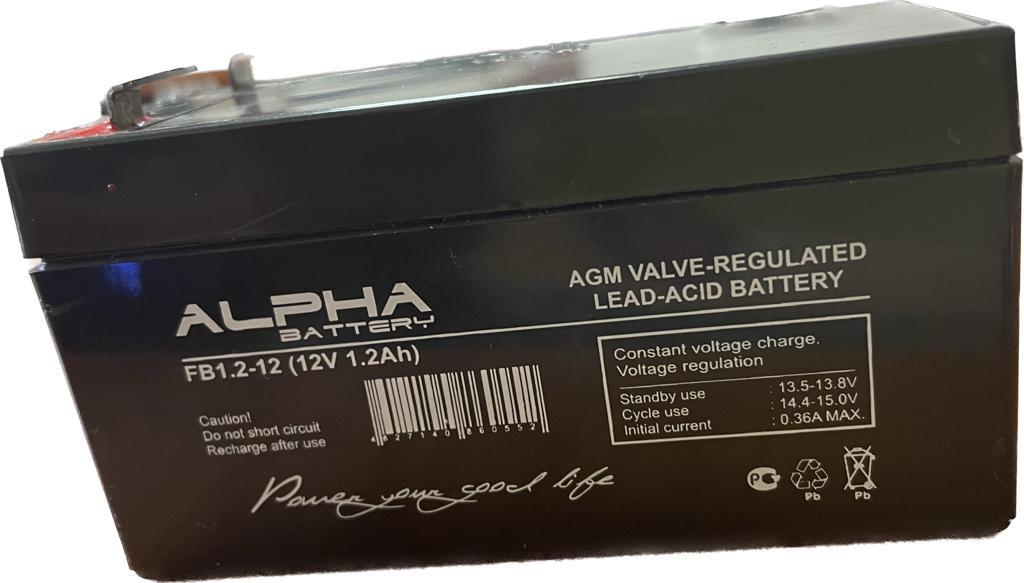 ALPHA
BATTERY
FB1.2-12 (12V 1.2Ah)
AGM VALVE-REGULATED
LEAD-ACID BATTERY
Constant voltage charge.
Voltage regulation
Standby use : 13.5-13.8V
Cycle use : 14.4-15.0V
Initial current : 0.36A MAX.
Caution!
Do not short circuit
Recharge after use
4627140860552
Power your good life
PG
Pb
Pb